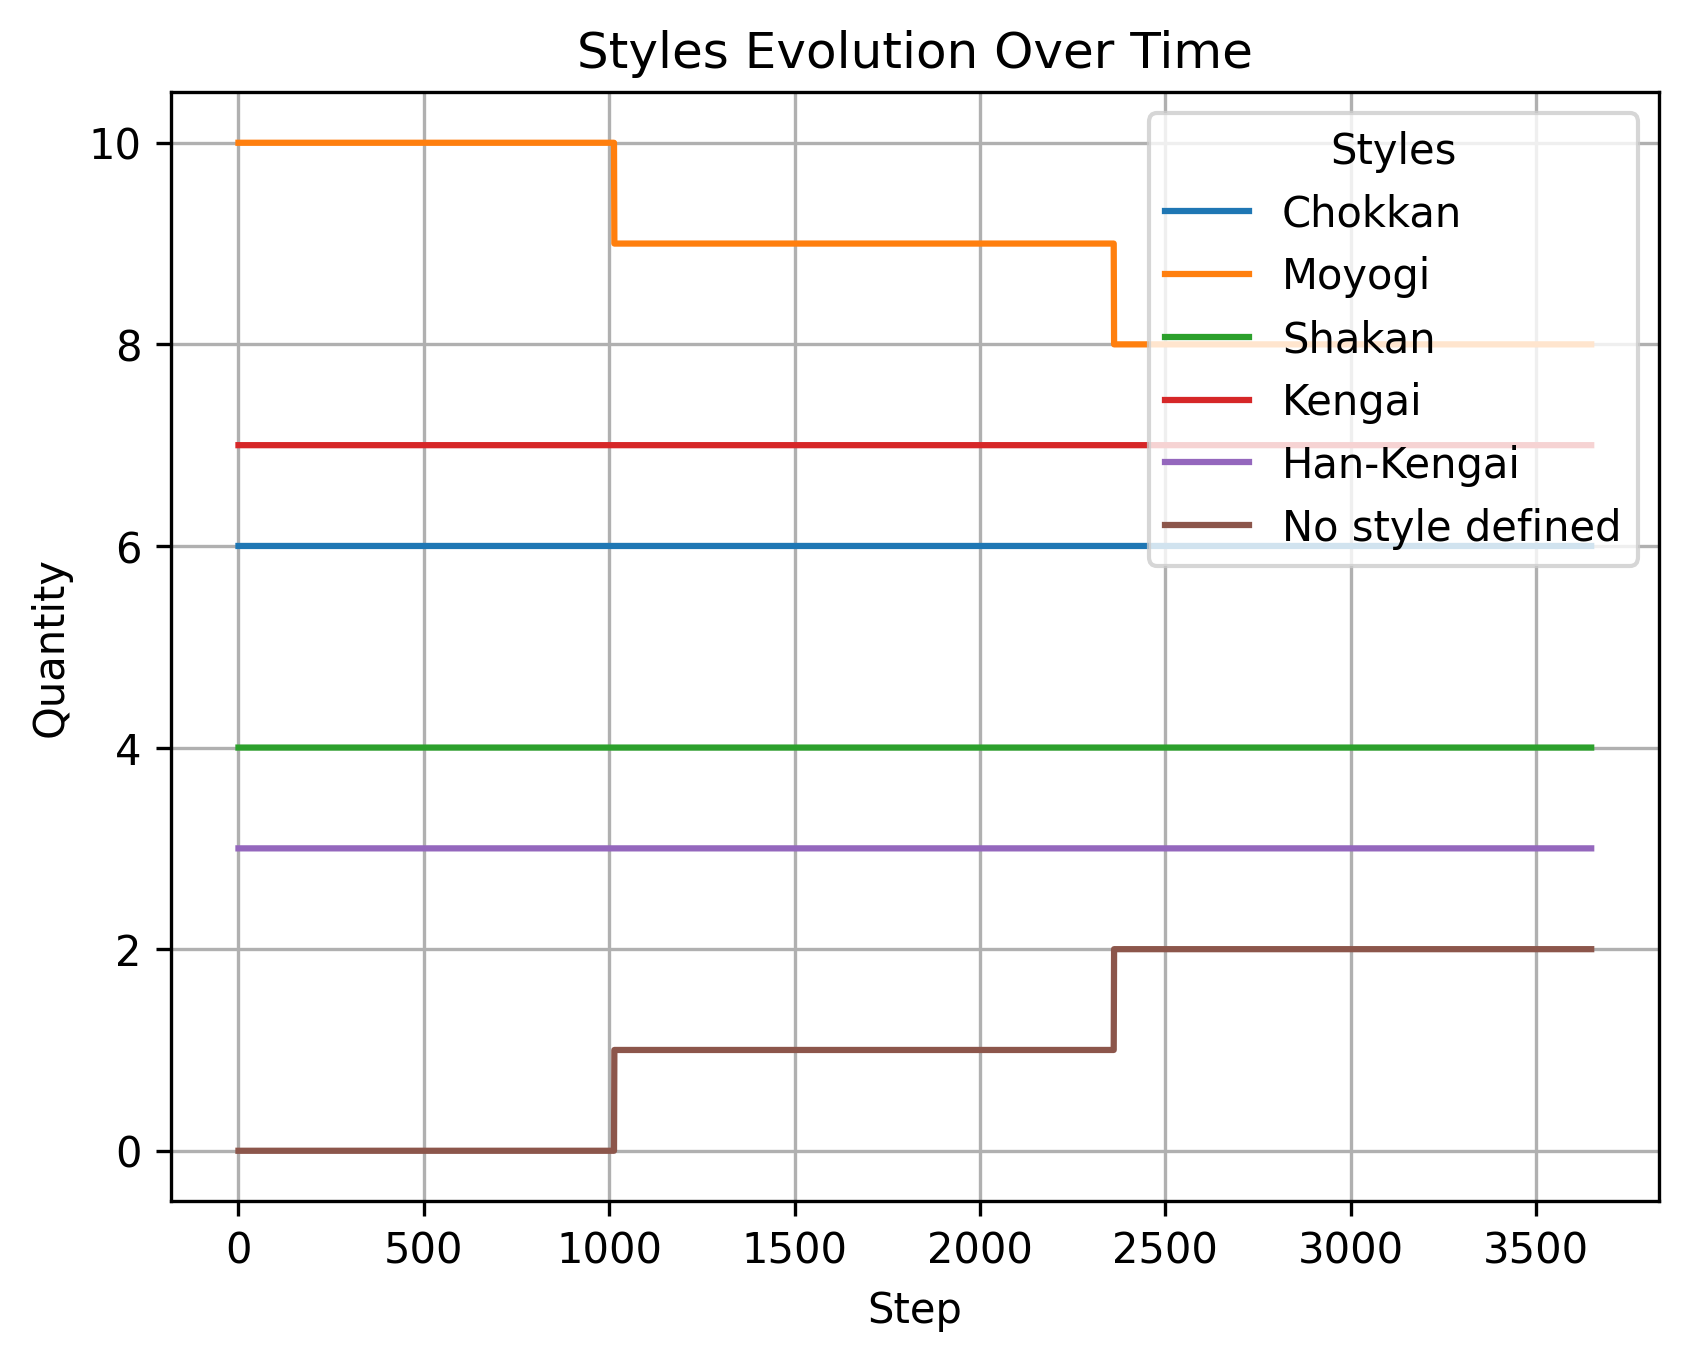 Styles Evolution Over Time
Quantity
10
8
6
4
2
0
Styles
Chokkan
Moyogi
Shakan
Kengai
Han-Kengai
No style defined
0 500 1000 1500 2000 2500 3000 3500
Step